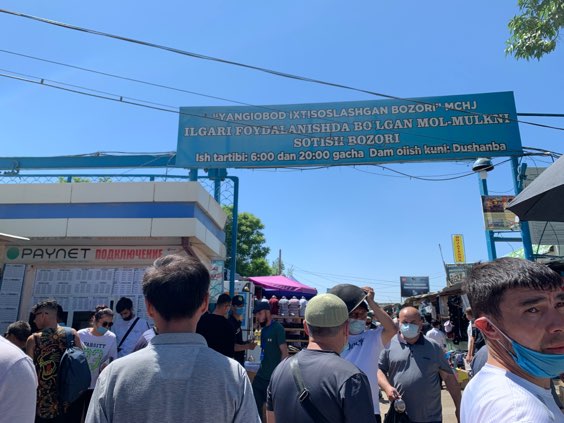 "YANGIOBOD IXTISOSLASHGAN BOZORI" MCHJ
ILGARI FOYDALANISHDA BO'LGAN MOL-MULKNI
SOTISH BOZORI
Ish tartibi: 6:00 dan 20:00 gacha Dam olish kuni: Dushanba
PAYNET ПОДКЛЮЧЕНИЕ